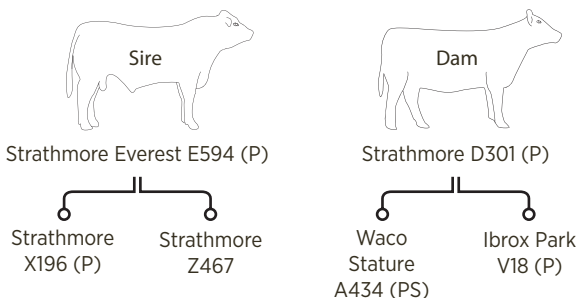 Sire
Dam
Strathmore Everest E594 (P)
Strathmore D301 (P)
Strathmore
X196 (P)
Strathmore
Z467
Waco
Stature
A434 (PS)
Ibrox Park
V18 (P)